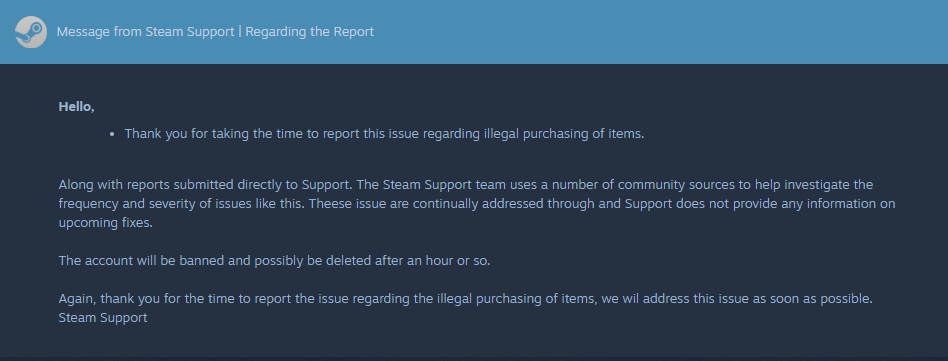 Message from Steam Support | Regarding the Report
Hello,
• Thank you for taking the time to report this issue regarding illegal purchasing of items.
Along with reports submitted directly to Support. The Steam Support team uses a number of community sources to help investigate the
frequency and severity of issues like this. Theese issue are continually addressed through and Support does not provide any information on
upcoming fixes.
The account will be banned and possibly be deleted after an hour or so.
Again, thank you for the time to report the issue regarding the illegal purchasing of items, we wil address this issue as soon as possible.
Steam Support